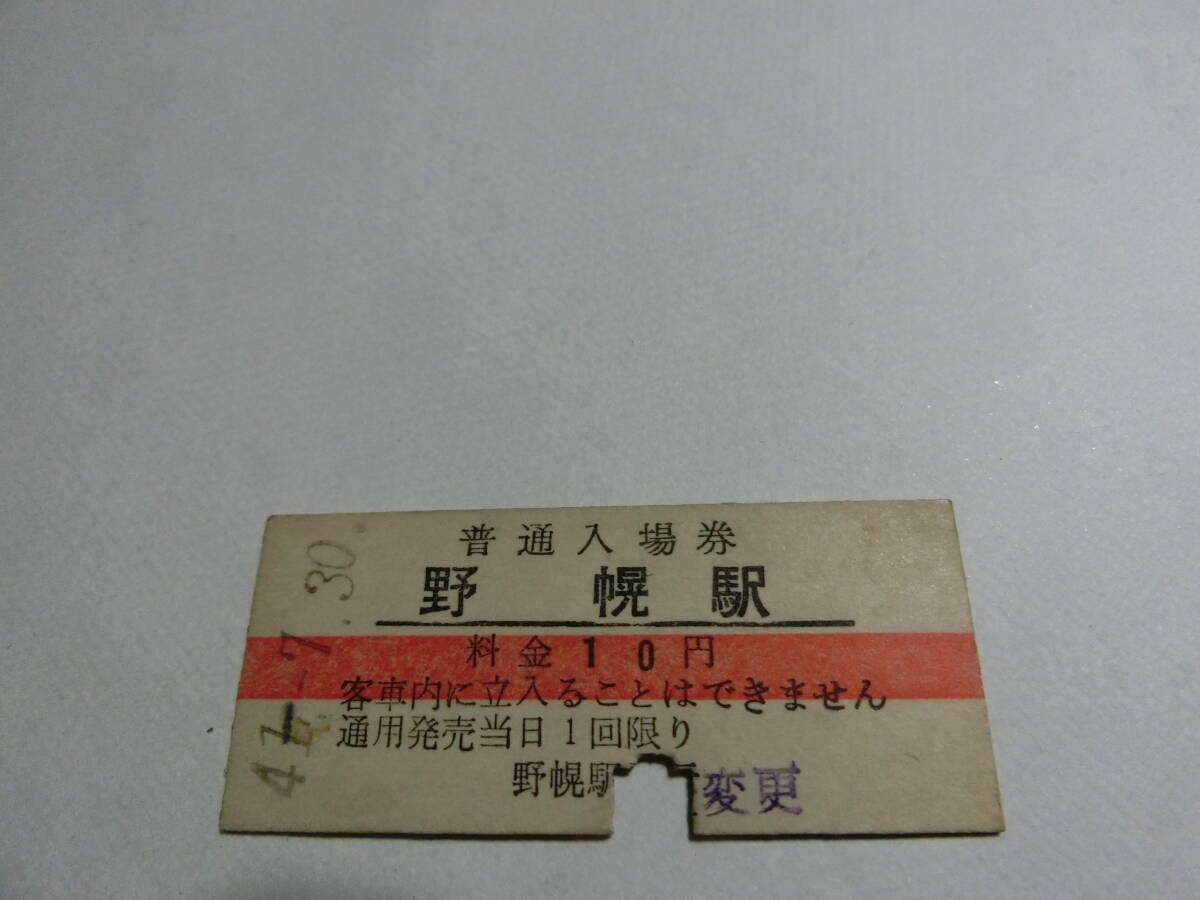 普通入場券
野幌駅
料金10円
客車内に立入ることはできません
通用発売当日1回限り
野幌駅
変更
-7.30.